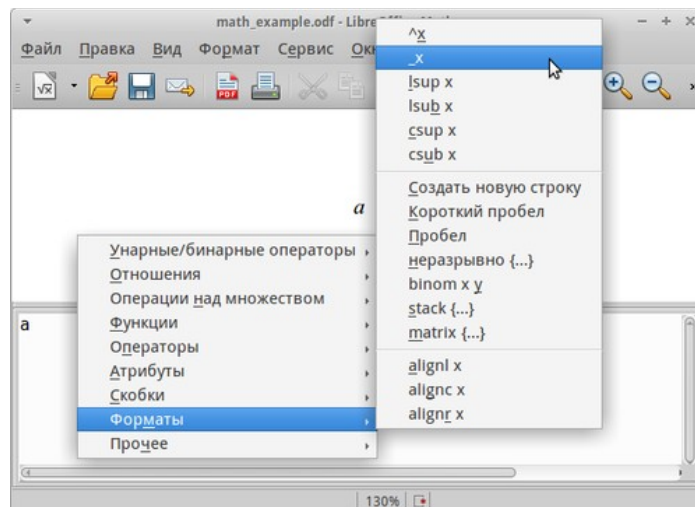 math_example.odf - Libre
Файл Правка Вид Формат Сервис
PDF
a
Унарные/бинарные операторы
Отношения
Операции над множеством
Функции
Операторы
Атрибуты
Скобки
Форматы
Прочее
^x
_x
lsup x
lsub x
csup x
csub x
Создать новую строку
Короткий пробел
Пробел
неразрывно {...}
binom x y
stack {...}
matrix {...}
alignl x
alignc x
alignr x
a
130%